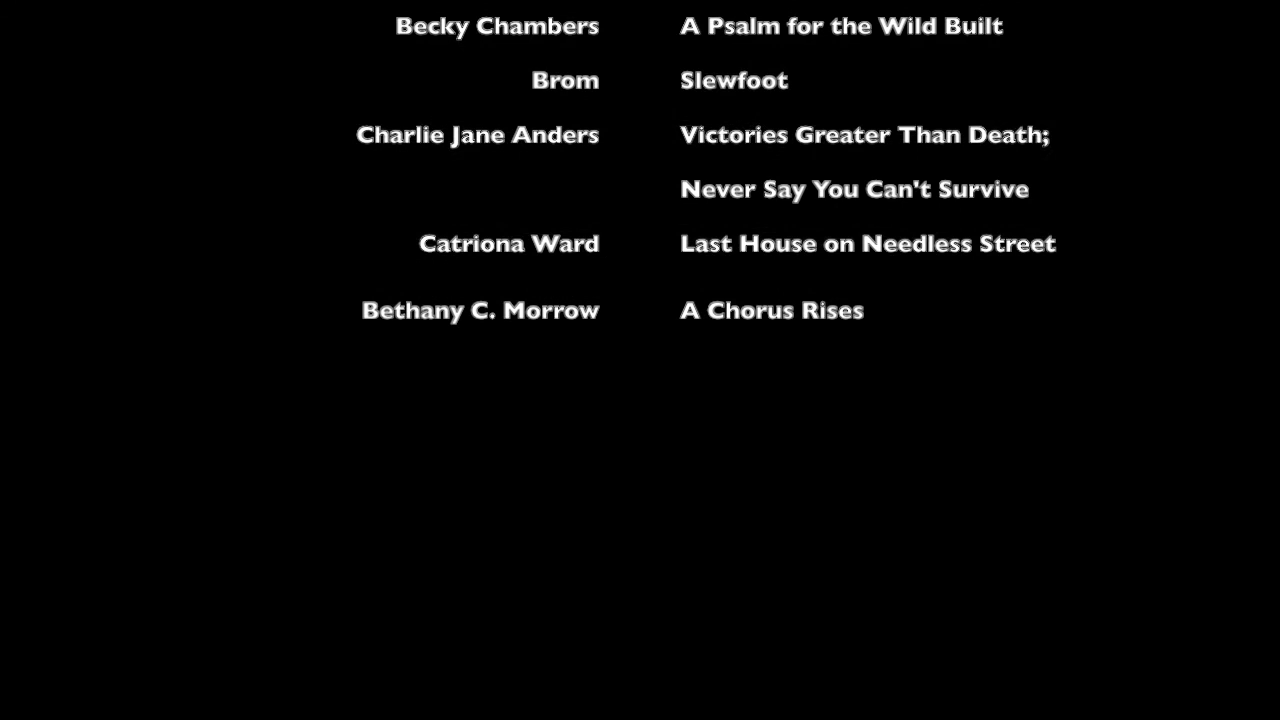 Becky Chambers A Psalm for the Wild Built
Brom Slewfoot
Charlie Jane Anders Victories Greater Than Death;
Never Say You Can't Survive
Catriona Ward Last House on Needless Street
Bethany C. Morrow A Chorus Rises